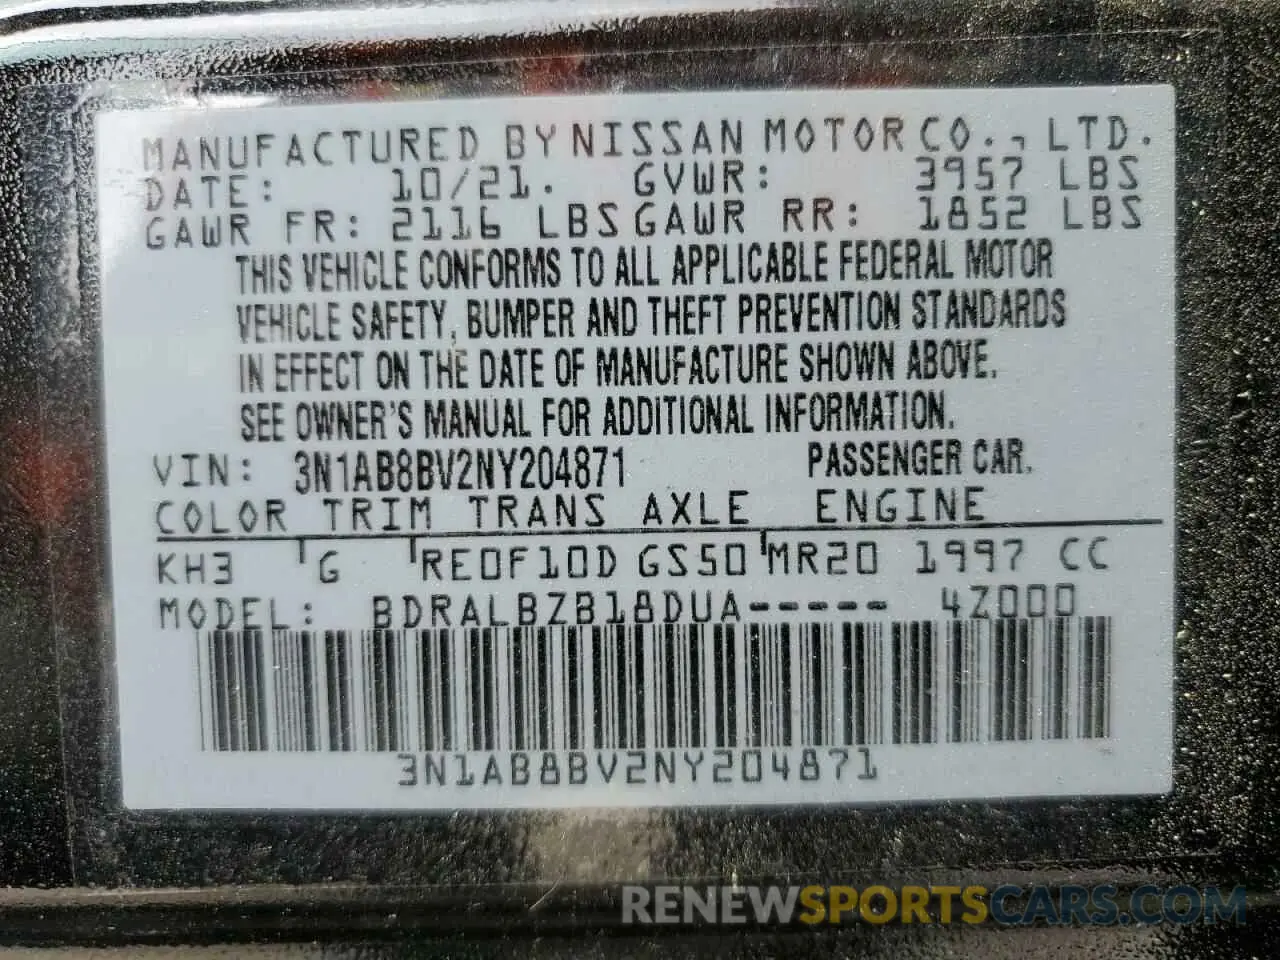 MANUFACTURED BY NISSAN MOTOR CO., LTD.
DATE: 10/21. GVWR: 3957 LBS
GAWR FR: 2116 LBS GAWR RR: 1852 LBS
THIS VEHICLE CONFORMS TO ALL APPLICABLE FEDERAL MOTOR
VEHICLE SAFETY, BUMPER AND THEFT PREVENTION STANDARDS
IN EFFECT ON THE DATE OF MANUFACTURE SHOWN ABOVE.
SEE OWNER'S MANUAL FOR ADDITIONAL INFORMATION.
VIN: 3N1AB8BV2NY204871 PASSENGER CAR.
COLOR TRIM TRANS AXLE ENGINE
KH3 G RE0F10D GS50 MR20 1997 CC
MODEL: BDRALBZB18DUA----- 4Z000
3N1AB8BV2NY204871
RENEWSPORTSCARS.COM